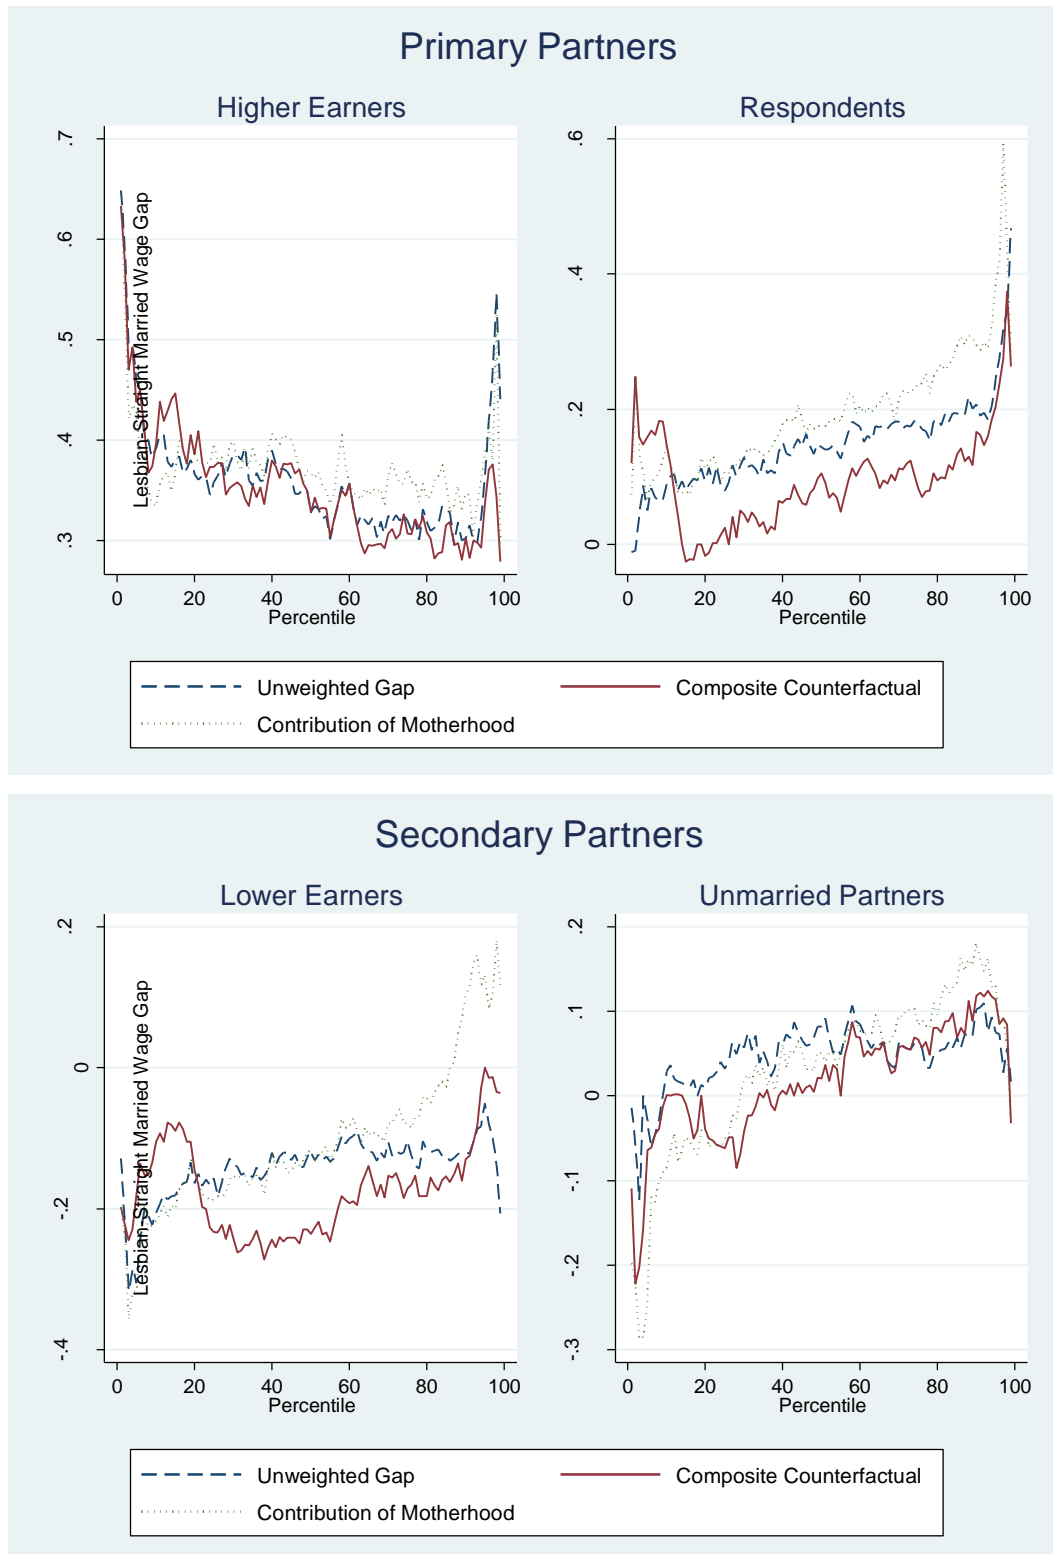 Primary Partners
Higher Earners
Respondents
Lesbian-Straight Married Wage Gap
.7
.6
.5
.4
.3
0 20 40 60 80 100
Percentile
.6
.4
.2
0
0 20 40 60 80 100
Percentile
Unweighted Gap
Composite Counterfactual
Contribution of Motherhood
Secondary Partners
Lower Earners
Unmarried Partners
Lesbian-Straight Married Wage Gap
.2
0
-.2
-.4
0 20 40 60 80 100
Percentile
.2
.1
0
-.1
-.2
-.3
0 20 40 60 80 100
Percentile
Unweighted Gap
Composite Counterfactual
Contribution of Motherhood